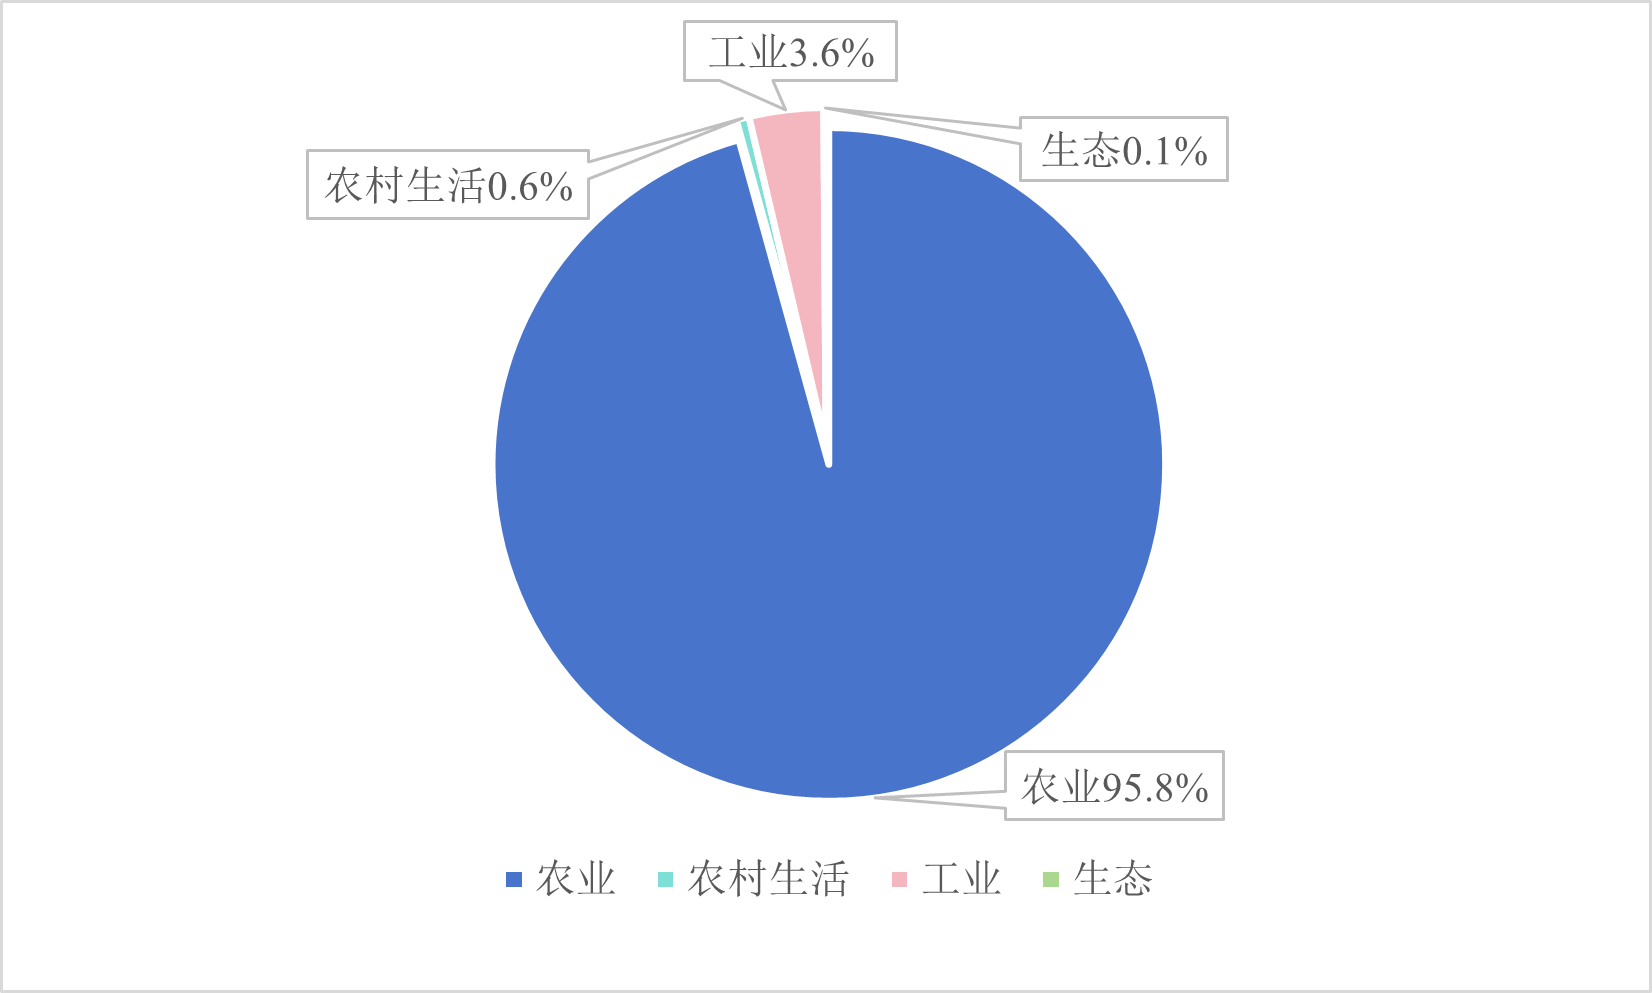 工业3.6%
生态0.1%
农村生活0.6%
农业95.8%
农业 农村生活 工业 生态